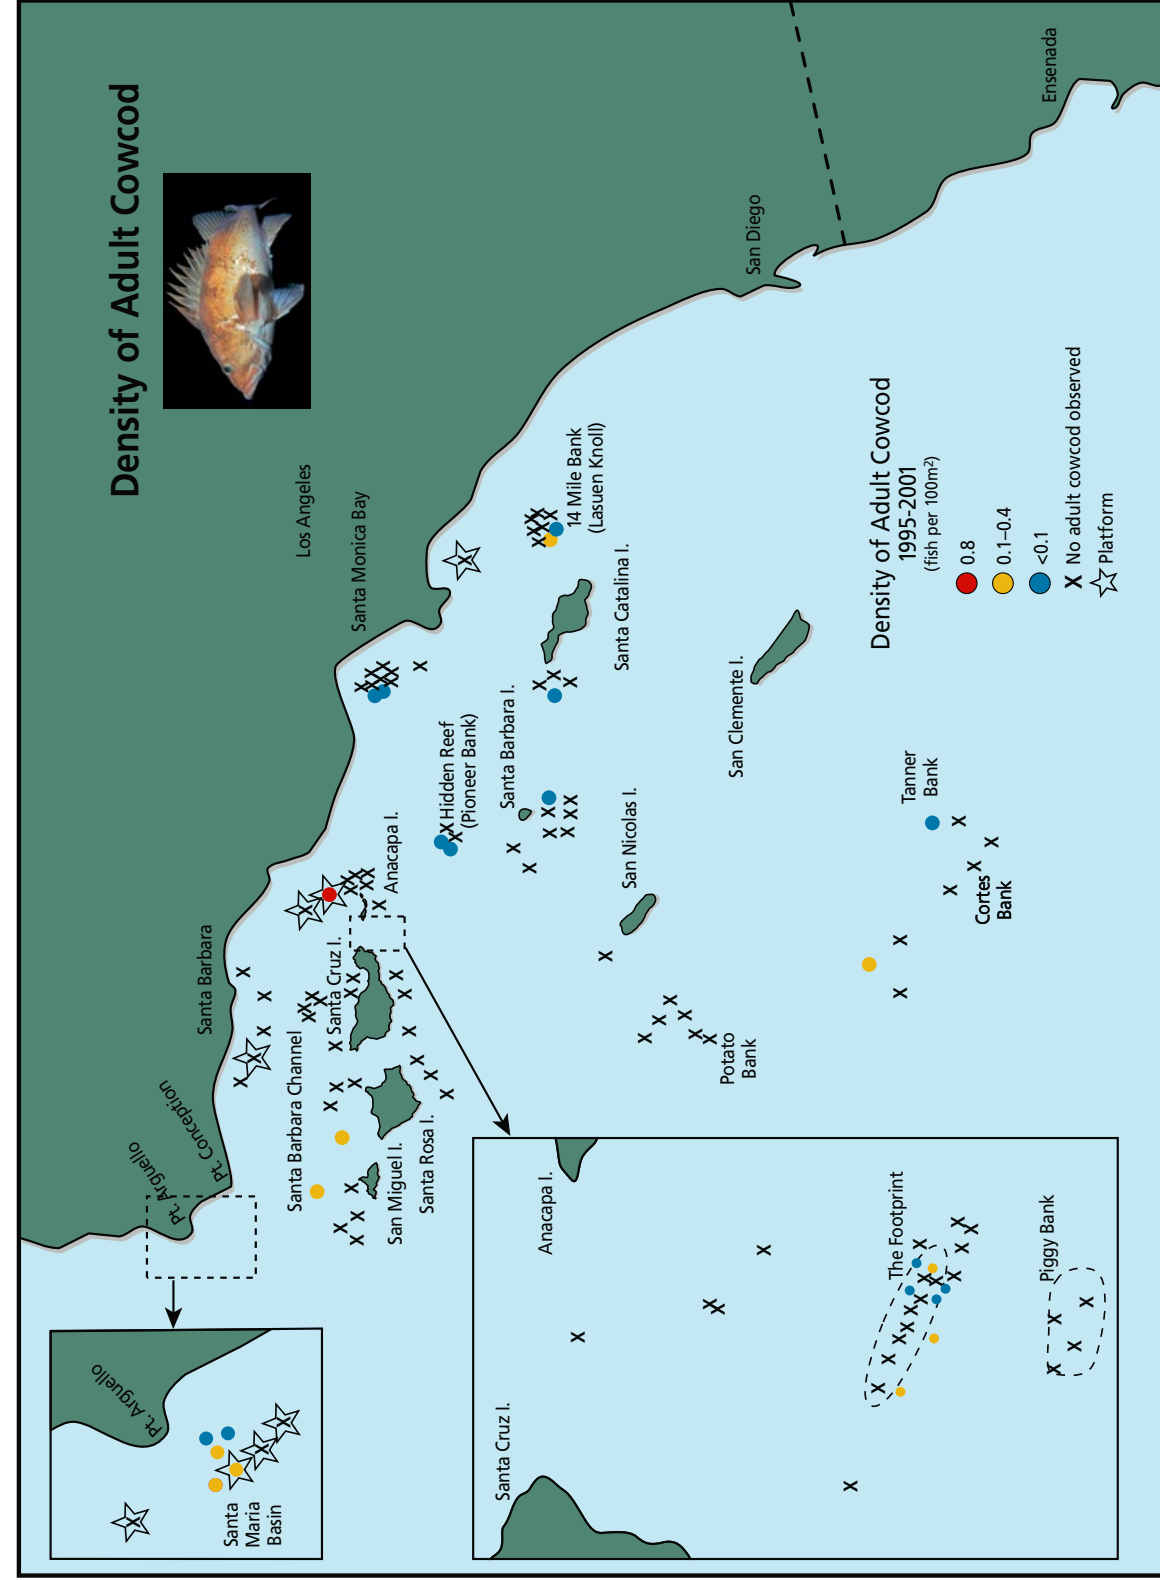 Density of Adult Cowcod
Los Angeles
Santa Monica Bay
Santa Barbara
Pt. Conception
Pt. Arguello
Santa Barbara Channel
Santa Cruz I.
Anacapa I.
San Miguel I.
Santa Rosa I.
Hidden Reef
(Pioneer Bank)
Santa Barbara I.
14 Mile Bank
(Lasuen Knoll)
Santa Catalina I.
San Nicolas I.
San Clemente I.
San Diego
Ensenada
Potato
Bank
Tanner
Bank
Cortes
Bank
Density of Adult Cowcod
1995-2001
(fish per 100m²)
0.8
0.1–0.4
<0.1
X No adult cowcod observed
Platform
Pt. Arguello
Santa
Maria
Basin
Santa Cruz I.
Anacapa I.
The Footprint
Piggy Bank